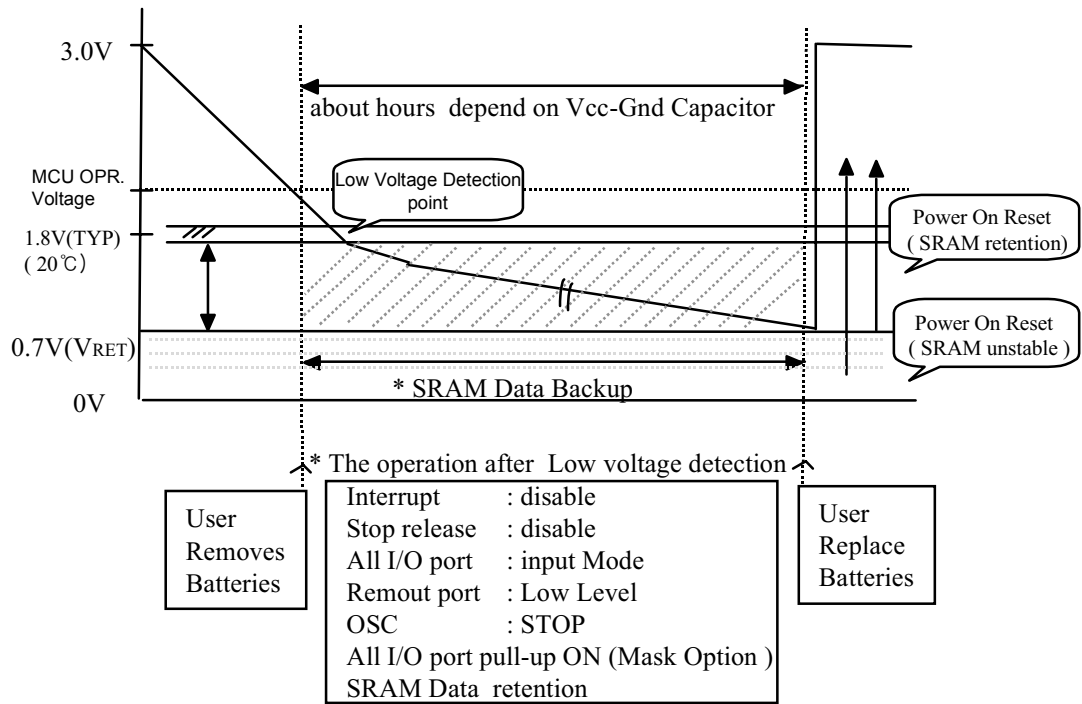 3.0V
about hours depend on Vcc-Gnd Capacitor
MCU OPR.
Voltage
Low Voltage Detection
point
1.8V(TYP)
( 20℃)
Power On Reset
( SRAM retention)
Power On Reset
( SRAM unstable )
0.7V(VRET)
* SRAM Data Backup
0V
* The operation after Low voltage detection
User
Removes
Batteries
Interrupt : disable
Stop release : disable
All I/O port : input Mode
Remout port : Low Level
OSC : STOP
All I/O port pull-up ON (Mask Option )
SRAM Data retention
User
Replace
Batteries